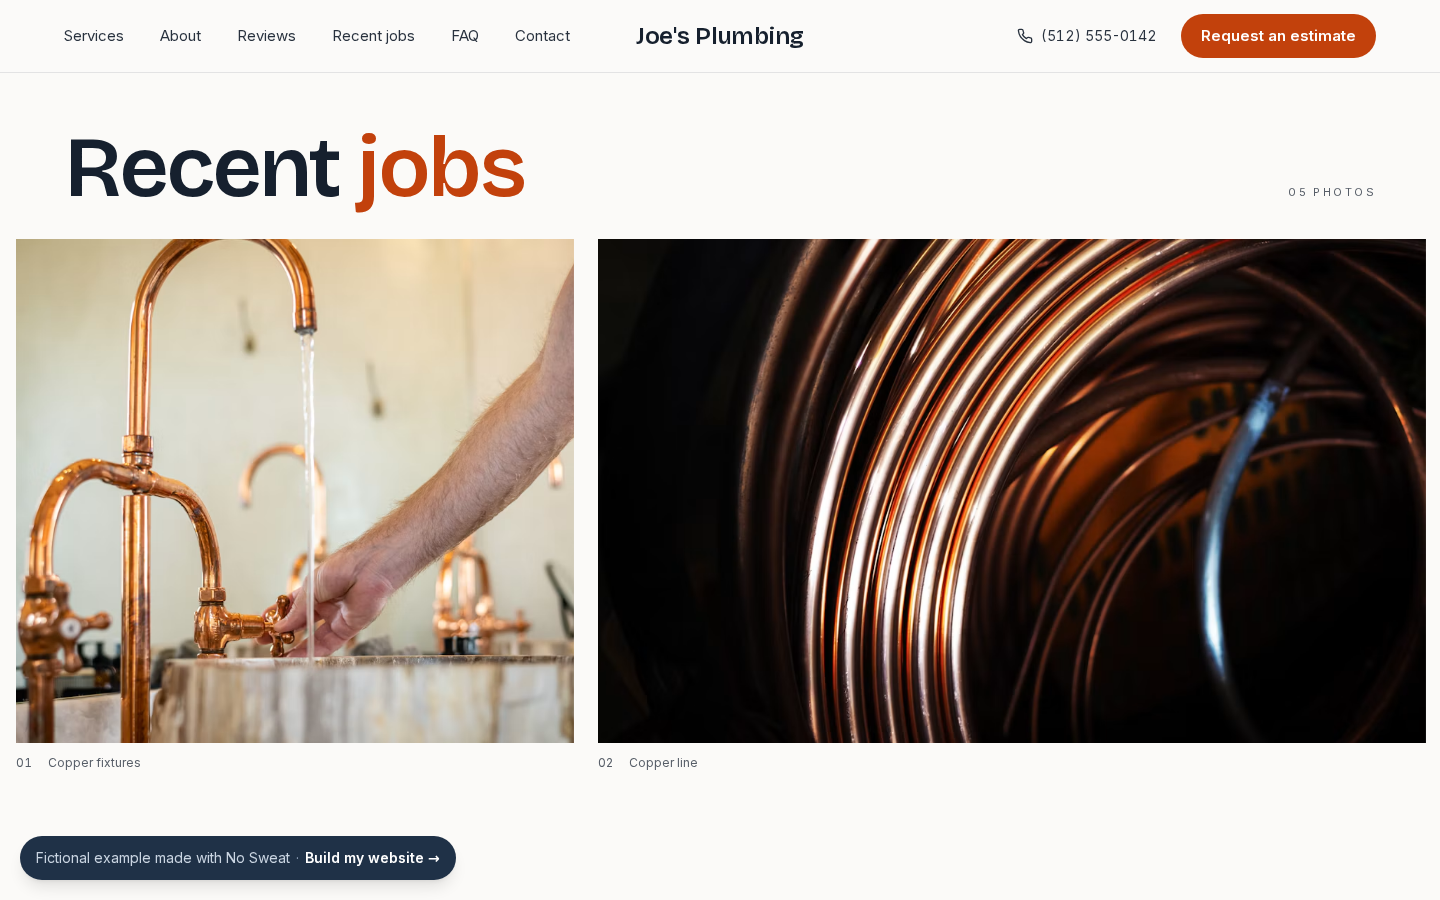 Services About Reviews Recent jobs FAQ Contact Joe's Plumbing (512) 555-0142 Request an estimate
Recent jobs
05 PHOTOS
01 Copper fixtures
02 Copper line
Fictional example made with No Sweat · Build my website →